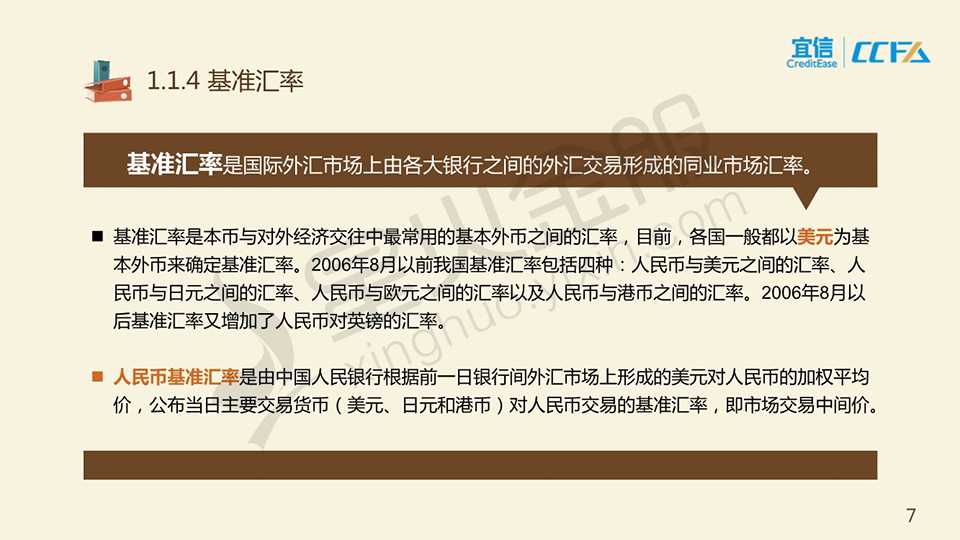 宜信
CreditEase
CCFA
1.1.4 基准汇率
基准汇率是国际外汇市场上由各大银行之间的外汇交易形成的同业市场汇率。
■ 基准汇率是本币与对外经济交往中最常用的基本外币之间的汇率，目前，各国一般都以美元为基
本外币来确定基准汇率。2006年8月以前我国基准汇率包括四种：人民币与美元之间的汇率、人
民币与日元之间的汇率、人民币与欧元之间的汇率以及人民币与港币之间的汇率。2006年8月以
后基准汇率又增加了人民币对英镑的汇率。
■ 人民币基准汇率是由中国人民银行根据前一日银行间外汇市场上形成的美元对人民币的加权平均
价，公布当日主要交易货币（美元、日元和港币）对人民币交易的基准汇率，即市场交易中间价。
星火金服
xinghuo.yixin.com
7